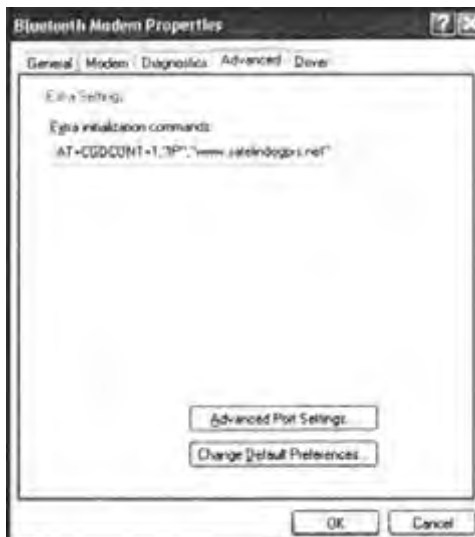 Bluetooth Modem Properties
General Modem Diagnostics Advanced Driver
Extra Settings
Extra initialization commands:
AT+CGDCONT=1,"IP","www.satelindogprs.net"
Advanced Port Settings...
Change Default Preferences...
OK Cancel